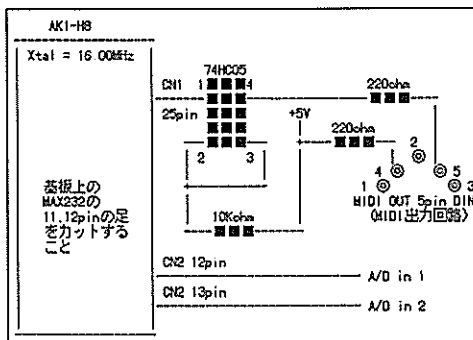 AKI-H8
Xtal = 16.00MHz
74HC05
CN1
1
4
25pin
2
3
+5V
220ohm
220ohm
10Kohm
2
4
5
1
3
MIDI OUT 5pin DIN
(MIDI出力回路)
基板上の
MAX232の
11,12pinの足
をカットする
こと
CN2 12pin
A/D in 1
CN2 13pin
A/D in 2